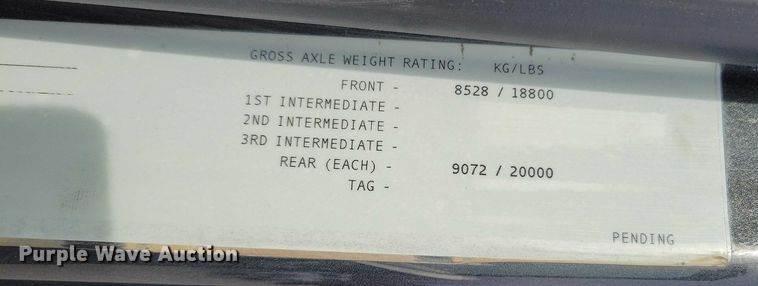 GROSS AXLE WEIGHT RATING: KG/LBS
FRONT - 8528 / 18800
1ST INTERMEDIATE -
2ND INTERMEDIATE -
3RD INTERMEDIATE -
REAR (EACH) - 9072 / 20000
TAG -
PENDING
Purple Wave Auction